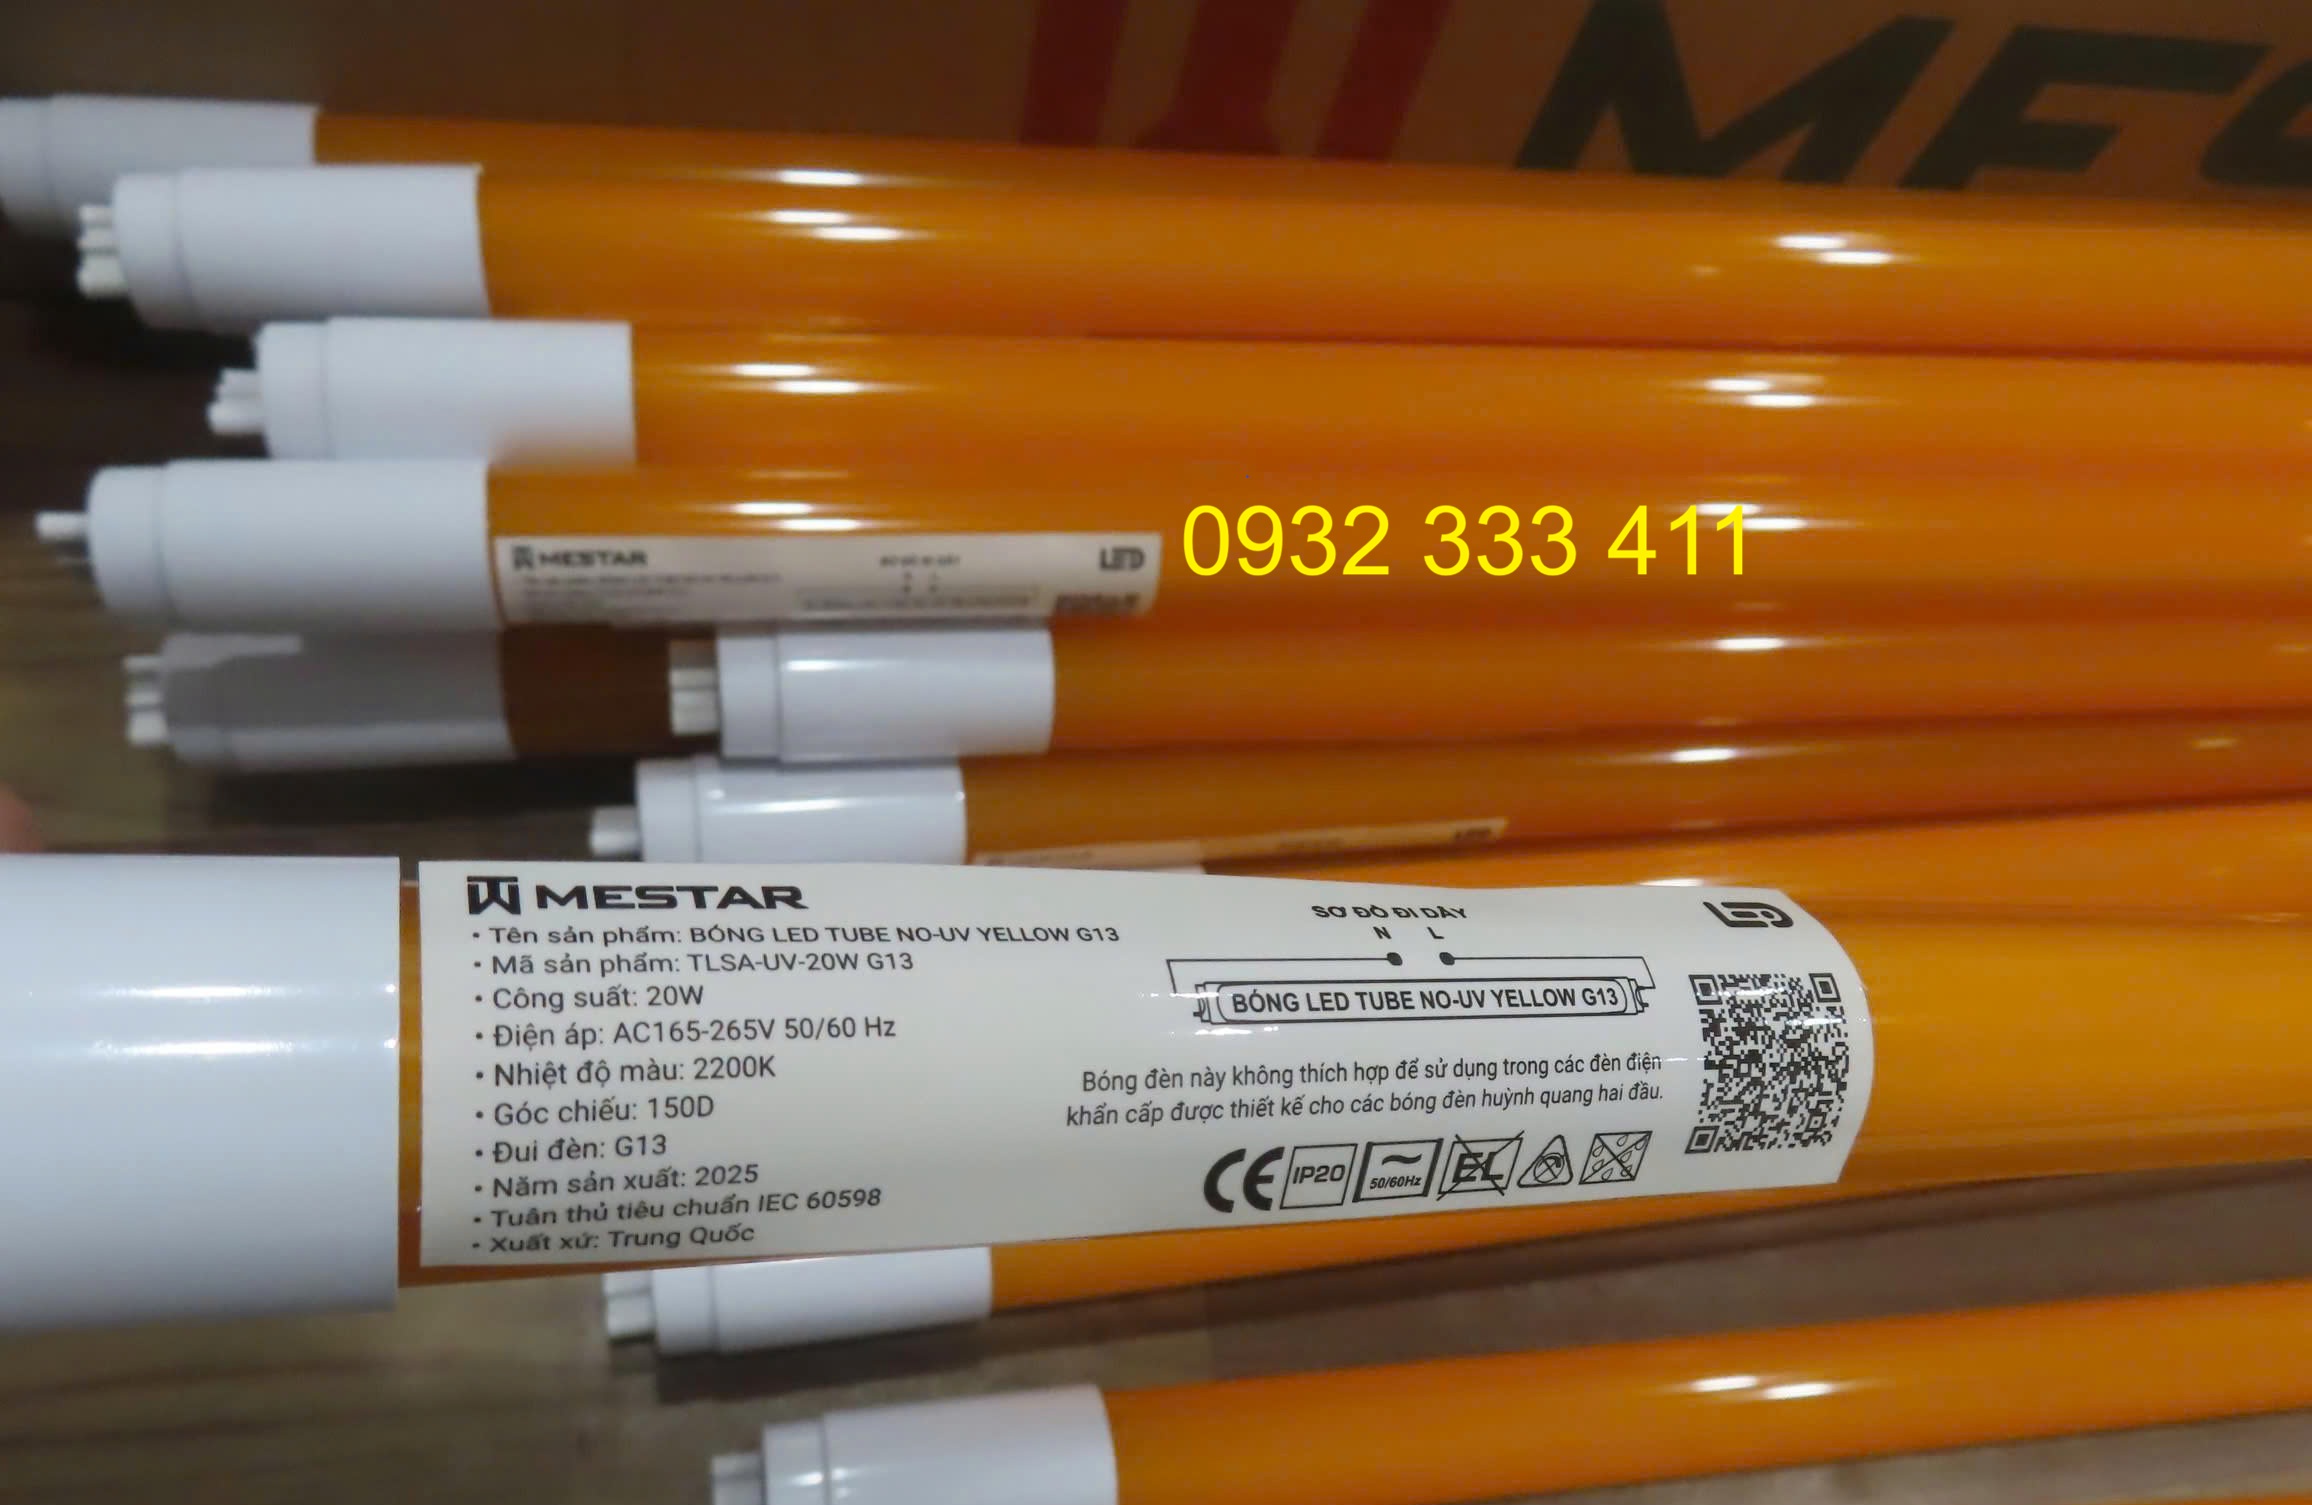 MES
0932 333 411
MESTAR
LED
MESTAR
• Tên sản phẩm: BÓNG LED TUBE NO-UV YELLOW G13
• Mã sản phẩm: TLSA-UV-20W G13
• Công suất: 20W
• Điện áp: AC165-265V 50/60 Hz
• Nhiệt độ màu: 2200K
• Góc chiếu: 150D
• Đui đèn: G13
• Năm sản xuất: 2025
• Tuân thủ tiêu chuẩn IEC 60598
• Xuất xứ: Trung Quốc
SƠ ĐỒ ĐI DÂY
N L
BÓNG LED TUBE NO-UV YELLOW G13
LED
Bóng đèn này không thích hợp để sử dụng trong các đèn điện
khẩn cấp được thiết kế cho các bóng đèn huỳnh quang hai đầu.
CE IP20 50/60Hz EL